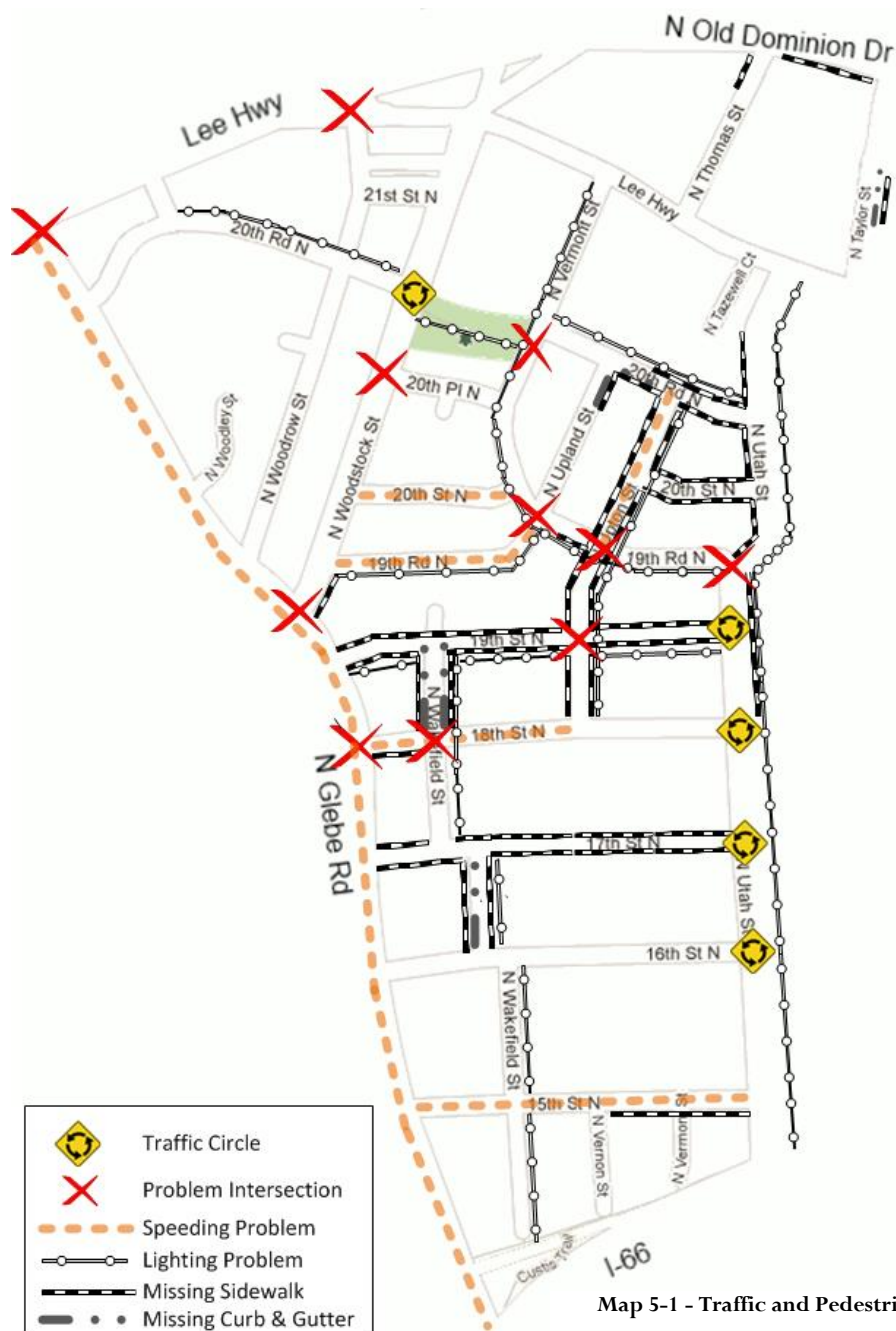 N Old Dominion Dr
Lee Hwy
N Thomas St
21st St N
Lee Hwy
N Taylor St
20th Rd N
N Vermont St
N Tazewell Ct
20th Rd N
20th Pl N
N Woodley St
N Woodrow St
N Woodstock St
N Upland St
N Utah St
20th St N
20th St N
Upton St
19th Rd N
19th Rd N
19th St N
N Wakefield St
18th St N
N Glebe Rd
17th St N
N Utah St
16th St N
N Wakefield St
15th St N
N Vernon St
N Vermont St
Custis Trail
I-66
Traffic Circle
Problem Intersection
Speeding Problem
Lighting Problem
Missing Sidewalk
Missing Curb & Gutter
Map 5-1 - Traffic and Pedestri